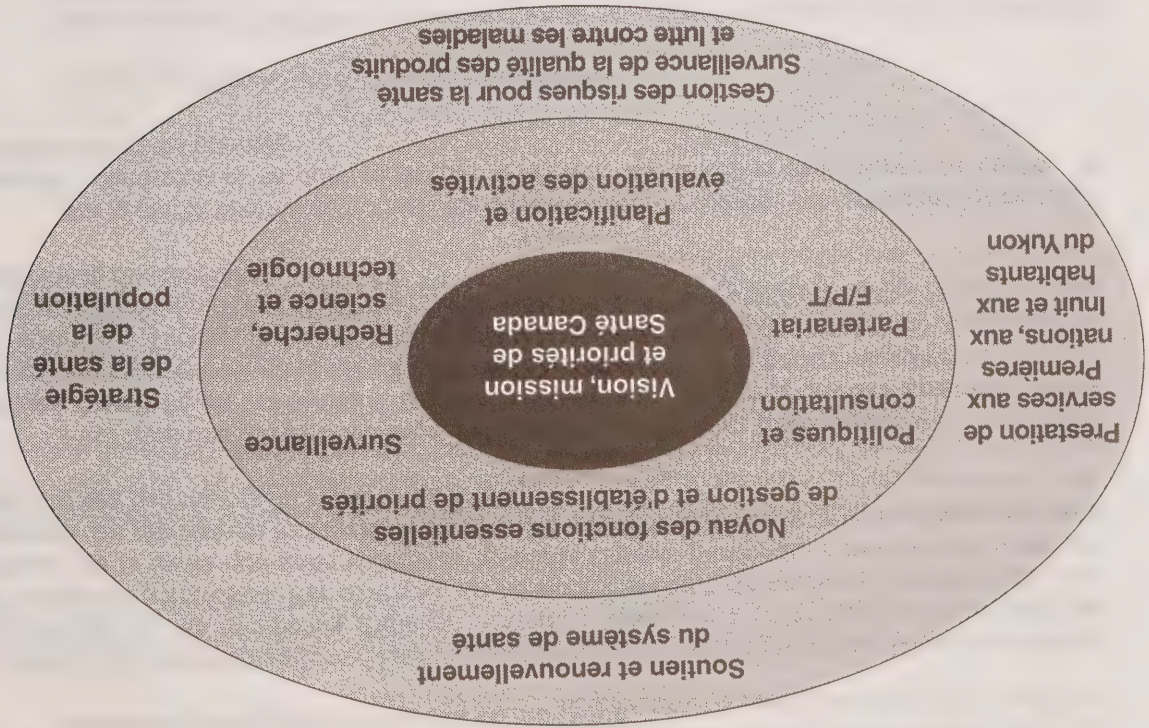 Soutien et renouvellement
du système de santé
Noyau des fonctions essentielles
de gestion et d'établissement de priorités
Prestation de
services aux
Premières
nations, aux
Inuit et aux
habitants
du Yukon
Politiques et
consultation
Partenariat
F/P/T
Vision, mission
et priorités de
Santé Canada
Surveillance
Recherche,
science et
technologie
Stratégie
de la santé
de la
population
Planification et
évaluation des activités
Gestion des risques pour la santé
Surveillance de la qualité des produits
et lutte contre les maladies